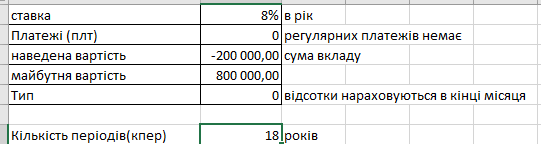 ставка 8% в рік
Платежі (плт) 0 регулярних платежів немає
наведена вартість -200 000,00 сума вкладу
майбутня вартість 800 000,00
Тип 0 відсотки нараховуються в кінці місяця
Кількість періодів(кпер) 18 років